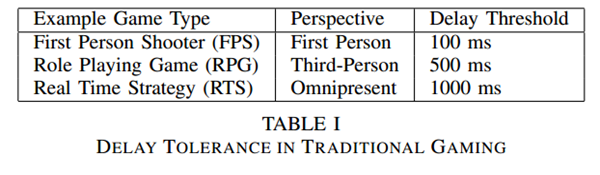 Example Game Type Perspective Delay Threshold
First Person Shooter (FPS) First Person 100 ms
Role Playing Game (RPG) Third-Person 500 ms
Real Time Strategy (RTS) Omnipresent 1000 ms
TABLE I
DELAY TOLERANCE IN TRADITIONAL GAMING